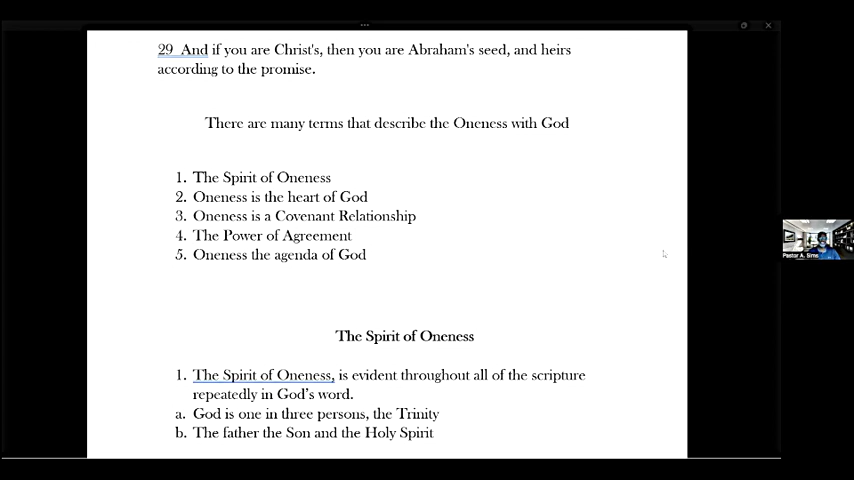 29 And if you are Christ's, then you are Abraham's seed, and heirs
according to the promise.
There are many terms that describe the Oneness with God
1. The Spirit of Oneness
2. Oneness is the heart of God
3. Oneness is a Covenant Relationship
4. The Power of Agreement
5. Oneness the agenda of God
The Spirit of Oneness
1. The Spirit of Oneness, is evident throughout all of the scripture
repeatedly in God's word.
a. God is one in three persons, the Trinity
b. The father the Son and the Holy Spirit
Pastor A. Sims